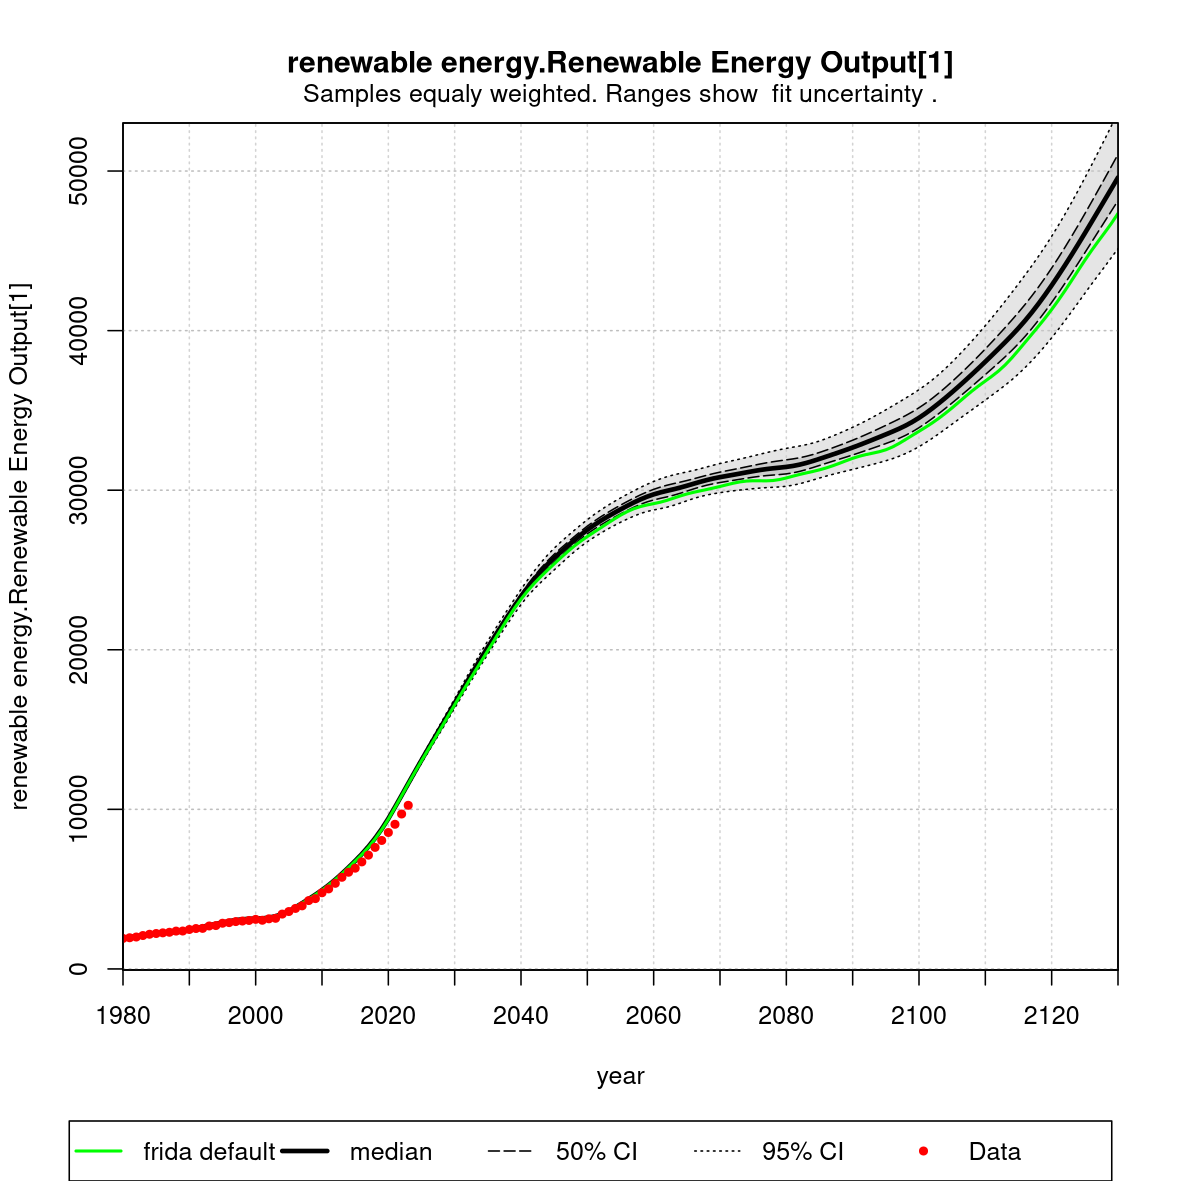 renewable energy.Renewable Energy Output[1]
Samples equaly weighted. Ranges show  fit uncertainty .
renewable energy.Renewable Energy Output[1]
50000
40000
30000
20000
10000
0
1980 2000 2020 2040 2060 2080 2100 2120
year
frida default median 50% CI 95% CI Data